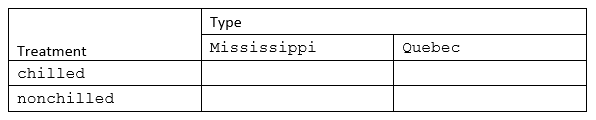 Type
Treatment
Mississippi Quebec
chilled
nonchilled